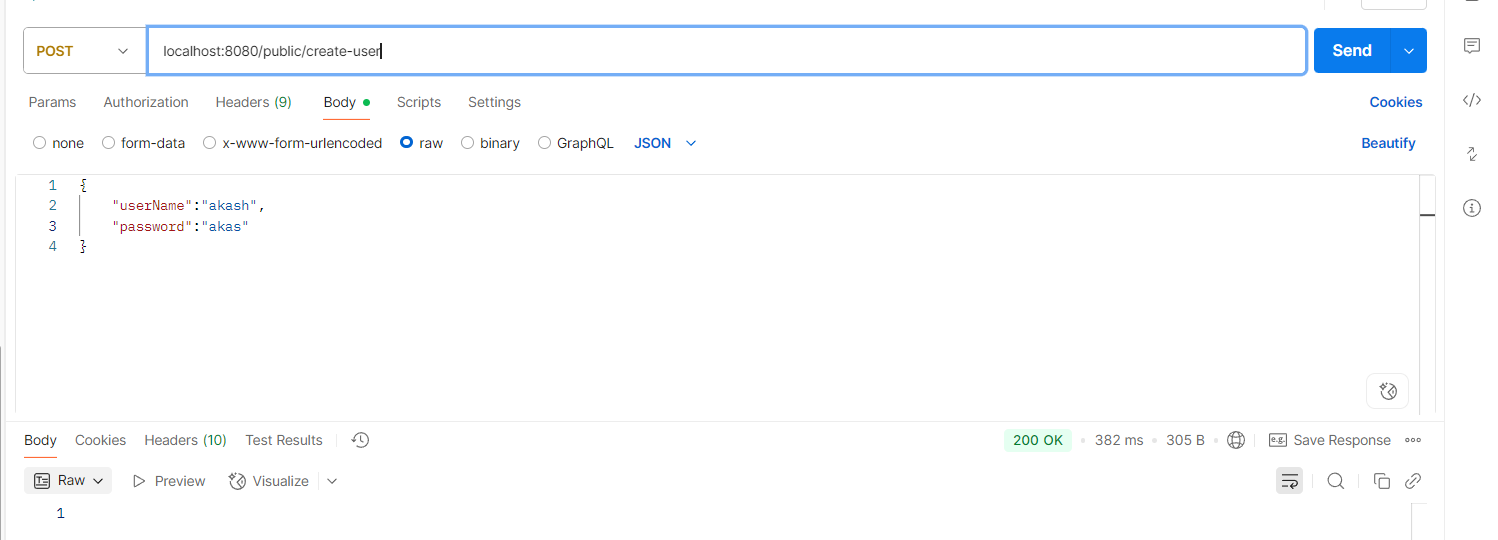 POST localhost:8080/public/create-user Send
Params Authorization Headers (9) Body Scripts Settings Cookies
none form-data x-www-form-urlencoded raw binary GraphQL JSON Beautify
1 {
2 "userName":"akash",
3 "password":"akas"
4 }
Body Cookies Headers (10) Test Results 200 OK 382 ms 305 B e.g. Save Response
Raw Preview Visualize
1